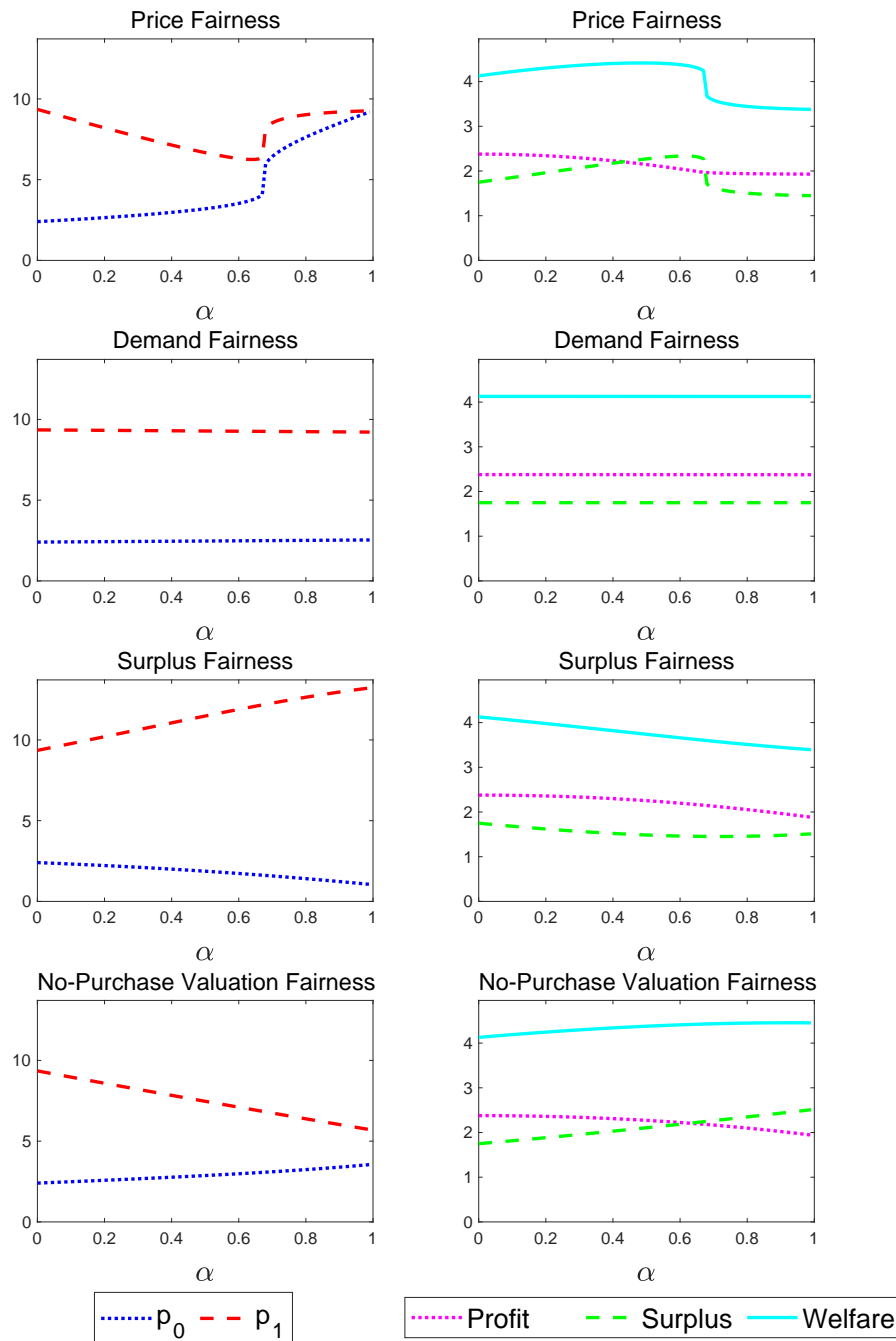 Price Fairness
10
5
0
0 0.2 0.4 0.6 0.8 1
α
Price Fairness
4
3
2
1
0
0 0.2 0.4 0.6 0.8 1
α
Demand Fairness
10
5
0
0 0.2 0.4 0.6 0.8 1
α
Demand Fairness
4
3
2
1
0
0 0.2 0.4 0.6 0.8 1
α
Surplus Fairness
10
5
0
0 0.2 0.4 0.6 0.8 1
α
Surplus Fairness
4
3
2
1
0
0 0.2 0.4 0.6 0.8 1
α
No-Purchase Valuation Fairness
10
5
0
0 0.2 0.4 0.6 0.8 1
α
No-Purchase Valuation Fairness
4
3
2
1
0
0 0.2 0.4 0.6 0.8 1
α
p_0 p_1
Profit Surplus Welfare